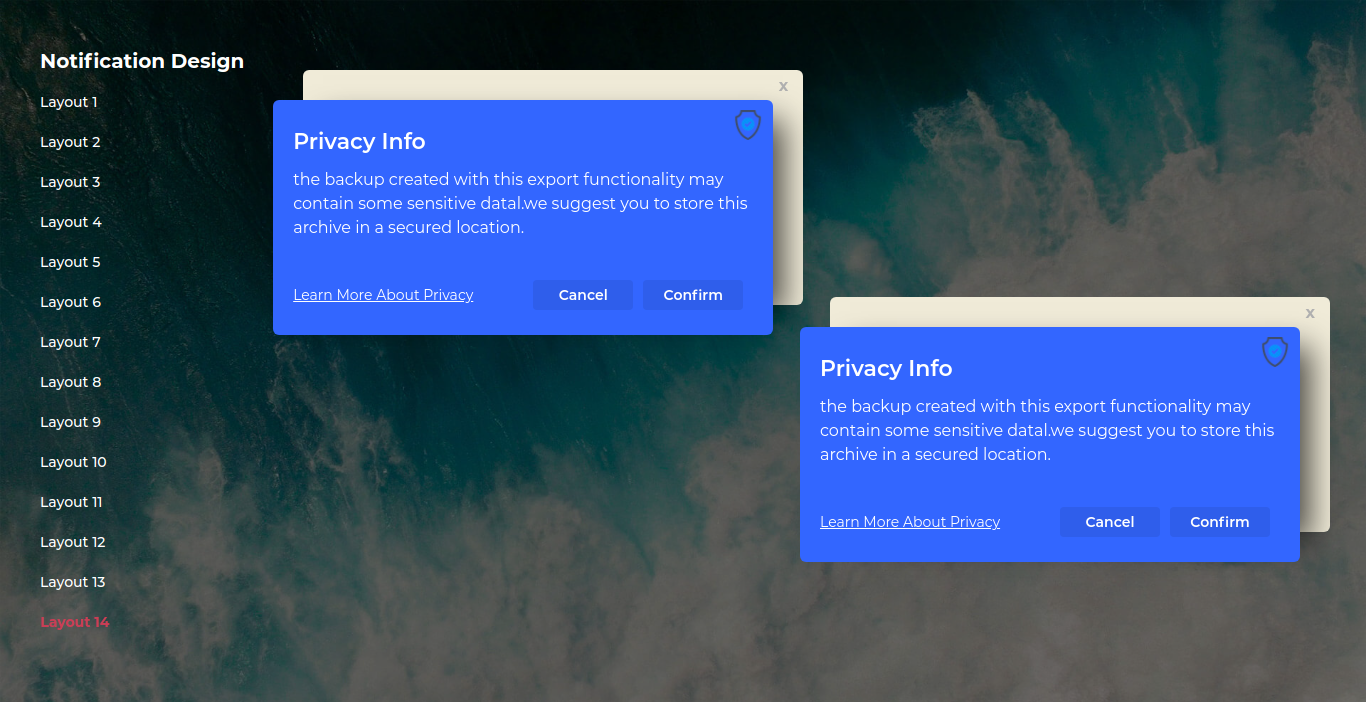 Notification Design
Layout 1
Layout 2
Layout 3
Layout 4
Layout 5
Layout 6
Layout 7
Layout 8
Layout 9
Layout 10
Layout 11
Layout 12
Layout 13
Layout 14
x
Privacy Info
the backup created with this export functionality may
contain some sensitive datal.we suggest you to store this
archive in a secured location.
Learn More About Privacy
Cancel
Confirm
x
Privacy Info
the backup created with this export functionality may
contain some sensitive datal.we suggest you to store this
archive in a secured location.
Learn More About Privacy
Cancel
Confirm